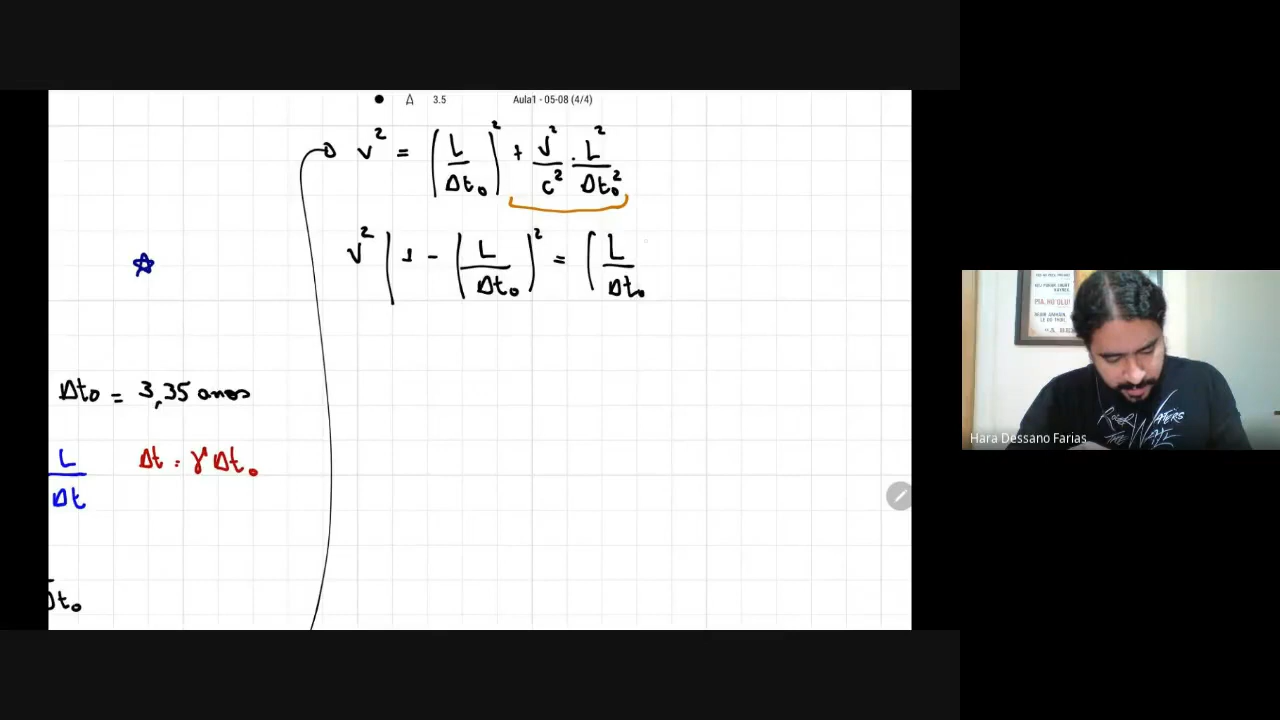 ● A 3.5 Aula1 - 05-08 (4/4)
v² = (L/Δt₀)² + v²/c² · L²/Δt₀²
v² | 1 - (L/Δt₀)² = (L/Δt₀
Δt₀ = 3,35 anos
L/Δt Δt = γ Δt₀
Δt₀
Hara Dessano Farias